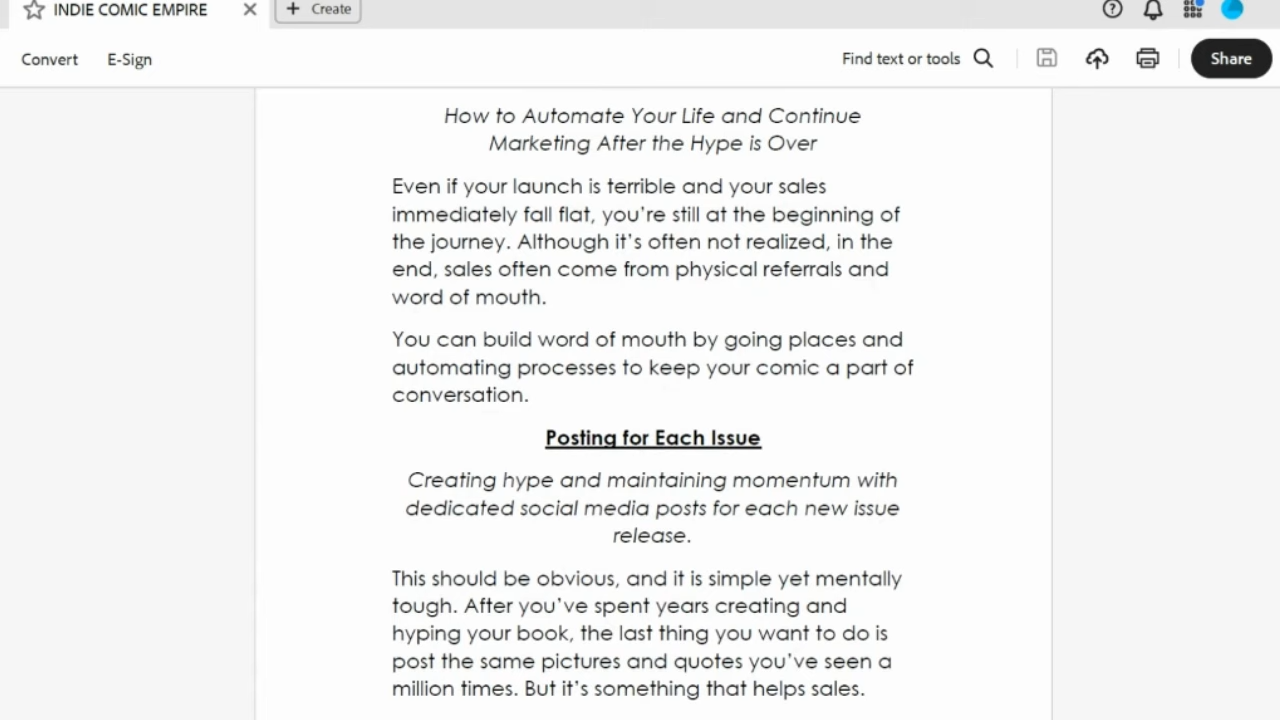 INDIE COMIC EMPIRE
Create
Convert
E-Sign
Find text or tools
Share
How to Automate Your Life and Continue
Marketing After the Hype is Over
Even if your launch is terrible and your sales
immediately fall flat, you're still at the beginning of
the journey. Although it's often not realized, in the
end, sales often come from physical referrals and
word of mouth.
You can build word of mouth by going places and
automating processes to keep your comic a part of
conversation.
Posting for Each Issue
Creating hype and maintaining momentum with
dedicated social media posts for each new issue
release.
This should be obvious, and it is simple yet mentally
tough. After you've spent years creating and
hyping your book, the last thing you want to do is
post the same pictures and quotes you've seen a
million times. But it's something that helps sales.